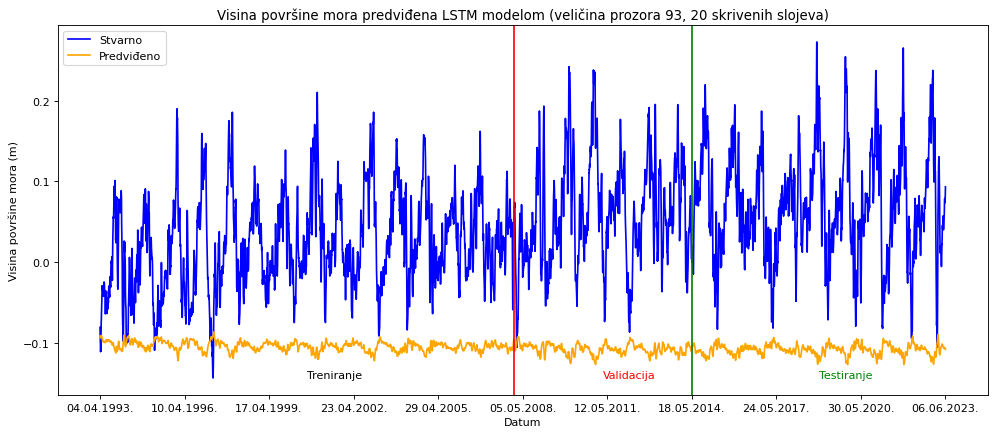 Visina površine mora predviđena LSTM modelom (veličina prozora 93, 20 skrivenih slojeva)
Stvarno
Predviđeno
Visina površine mora (m)
0.2
0.1
0.0
−0.1
Treniranje
Validacija
Testiranje
04.04.1993.
10.04.1996.
17.04.1999.
23.04.2002.
29.04.2005.
05.05.2008.
12.05.2011.
18.05.2014.
24.05.2017.
30.05.2020.
06.06.2023.
Datum